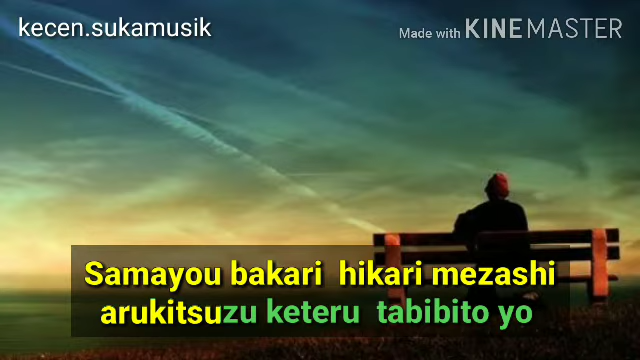 kecen.sukamusik
Made with KINEMASTER
Samayou bakari hikari mezashi
arukitsuzu keteru tabibito yo